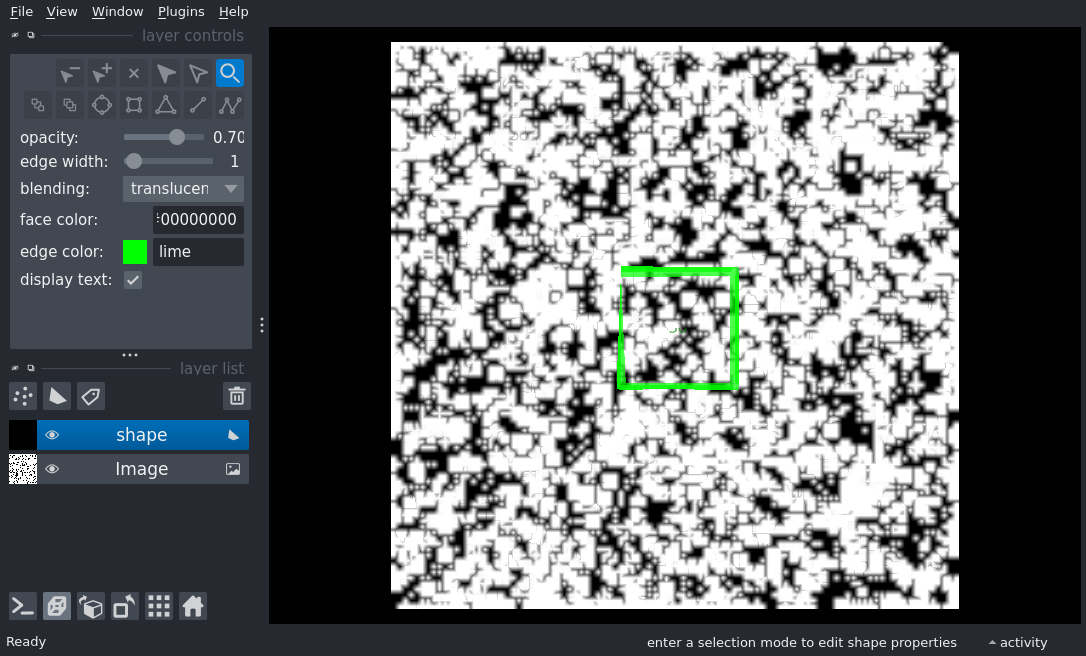 File View Window Plugins Help
layer controls
opacity: 0.70
edge width: 1
blending: translucen
face color: 00000000
edge color: lime
display text:
layer list
shape
Image
Ready
enter a selection mode to edit shape properties
activity